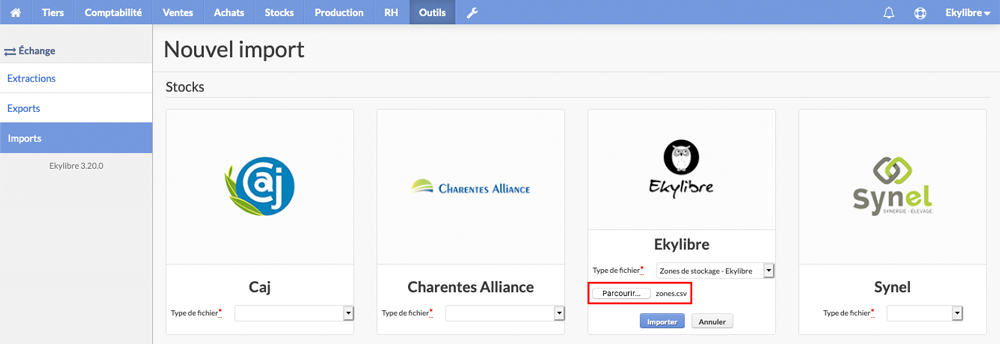 Tiers Comptabilité Ventes Achats Stocks Production RH Outils Ekylibre
Échange
Extractions
Exports
Imports
Ekylibre 3.20.0
Nouvel import
Stocks
Caj
Caj
Type de fichier*
CHARENTES ALLIANCE
Charentes Alliance
Type de fichier*
EKYLIBRE
Ekylibre
Type de fichier* Zones de stockage - Ekylibre
Parcourir... zones.csv
Importer Annuler
Synel
SYNERGIE - ÉLEVAGE
Synel
Type de fichier*